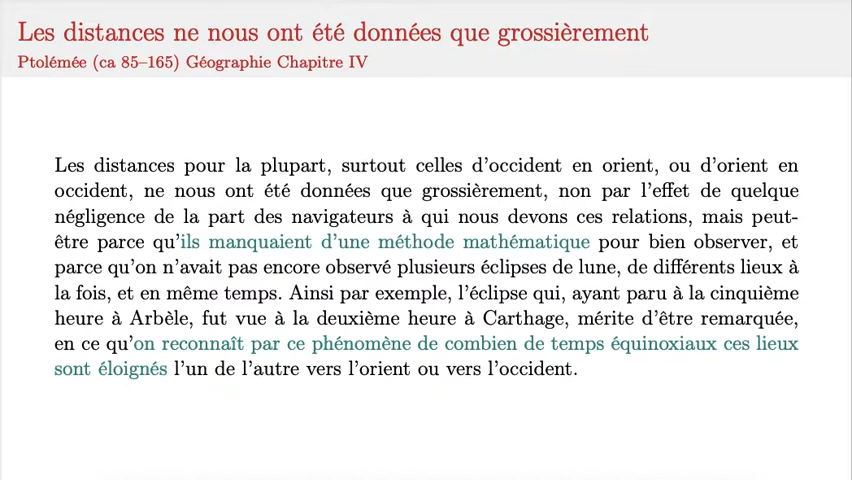 Les distances ne nous ont été données que grossièrement
Ptolémée (ca 85–165) Géographie Chapitre IV
Les distances pour la plupart, surtout celles d'occident en orient, ou d'orient en
occident, ne nous ont été données que grossièrement, non par l'effet de quelque
négligence de la part des navigateurs à qui nous devons ces relations, mais peut-
être parce qu'ils manquaient d'une méthode mathématique pour bien observer, et
parce qu'on n'avait pas encore observé plusieurs éclipses de lune, de différents lieux à
la fois, et en même temps. Ainsi par exemple, l'éclipse qui, ayant paru à la cinquième
heure à Arbèle, fut vue à la deuxième heure à Carthage, mérite d'être remarquée,
en ce qu'on reconnaît par ce phénomène de combien de temps équinoxiaux ces lieux
sont éloignés l'un de l'autre vers l'orient ou vers l'occident.